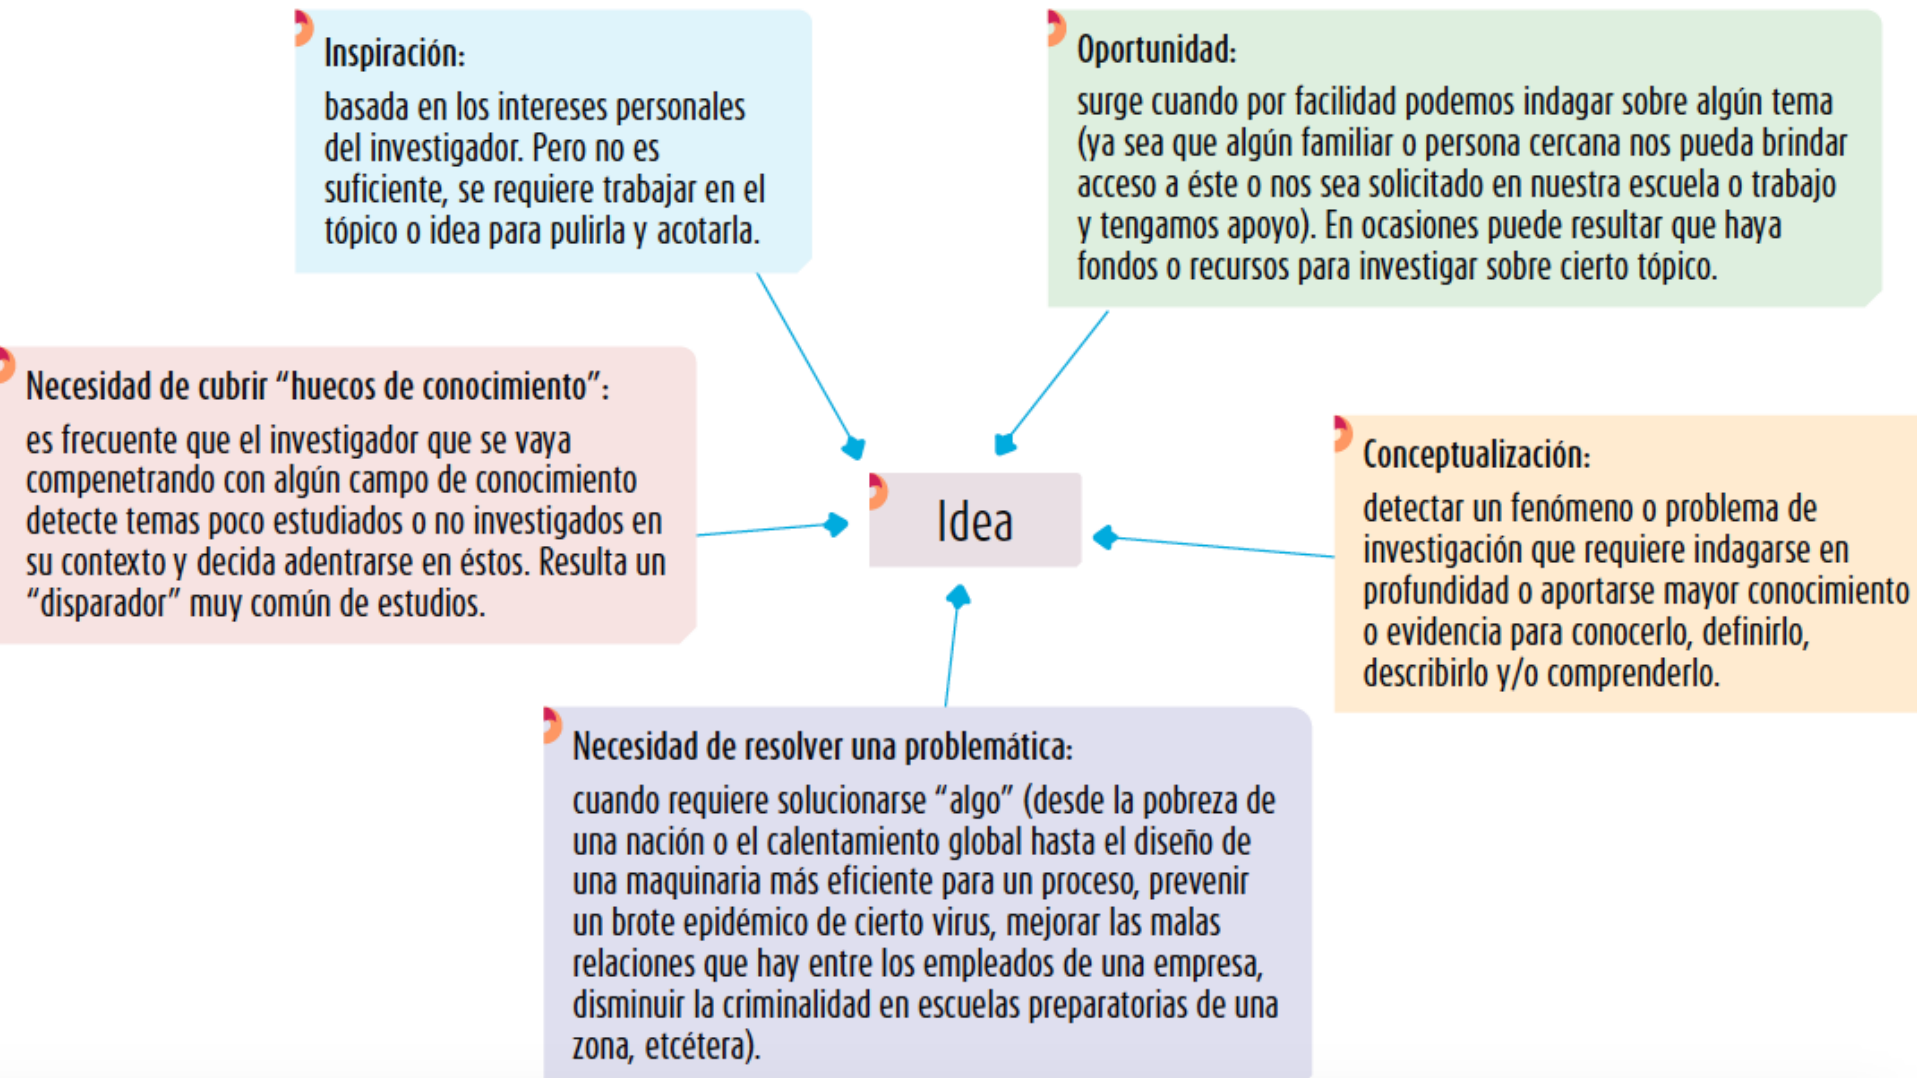 Inspiración:
basada en los intereses personales
del investigador. Pero no es
suficiente, se requiere trabajar en el
tópico o idea para pulirla y acotarla.
Oportunidad:
surge cuando por facilidad podemos indagar sobre algún tema
(ya sea que algún familiar o persona cercana nos pueda brindar
acceso a éste o nos sea solicitado en nuestra escuela o trabajo
y tengamos apoyo). En ocasiones puede resultar que haya
fondos o recursos para investigar sobre cierto tópico.
Necesidad de cubrir “huecos de conocimiento”:
es frecuente que el investigador que se vaya
compenetrando con algún campo de conocimiento
detecte temas poco estudiados o no investigados en
su contexto y decida adentrarse en éstos. Resulta un
“disparador” muy común de estudios.
Idea
Conceptualización:
detectar un fenómeno o problema de
investigación que requiere indagarse en
profundidad o aportarse mayor conocimiento
o evidencia para conocerlo, definirlo,
describirlo y/o comprenderlo.
Necesidad de resolver una problemática:
cuando requiere solucionarse “algo” (desde la pobreza de
una nación o el calentamiento global hasta el diseño de
una maquinaria más eficiente para un proceso, prevenir
un brote epidémico de cierto virus, mejorar las malas
relaciones que hay entre los empleados de una empresa,
disminuir la criminalidad en escuelas preparatorias de una
zona, etcétera).